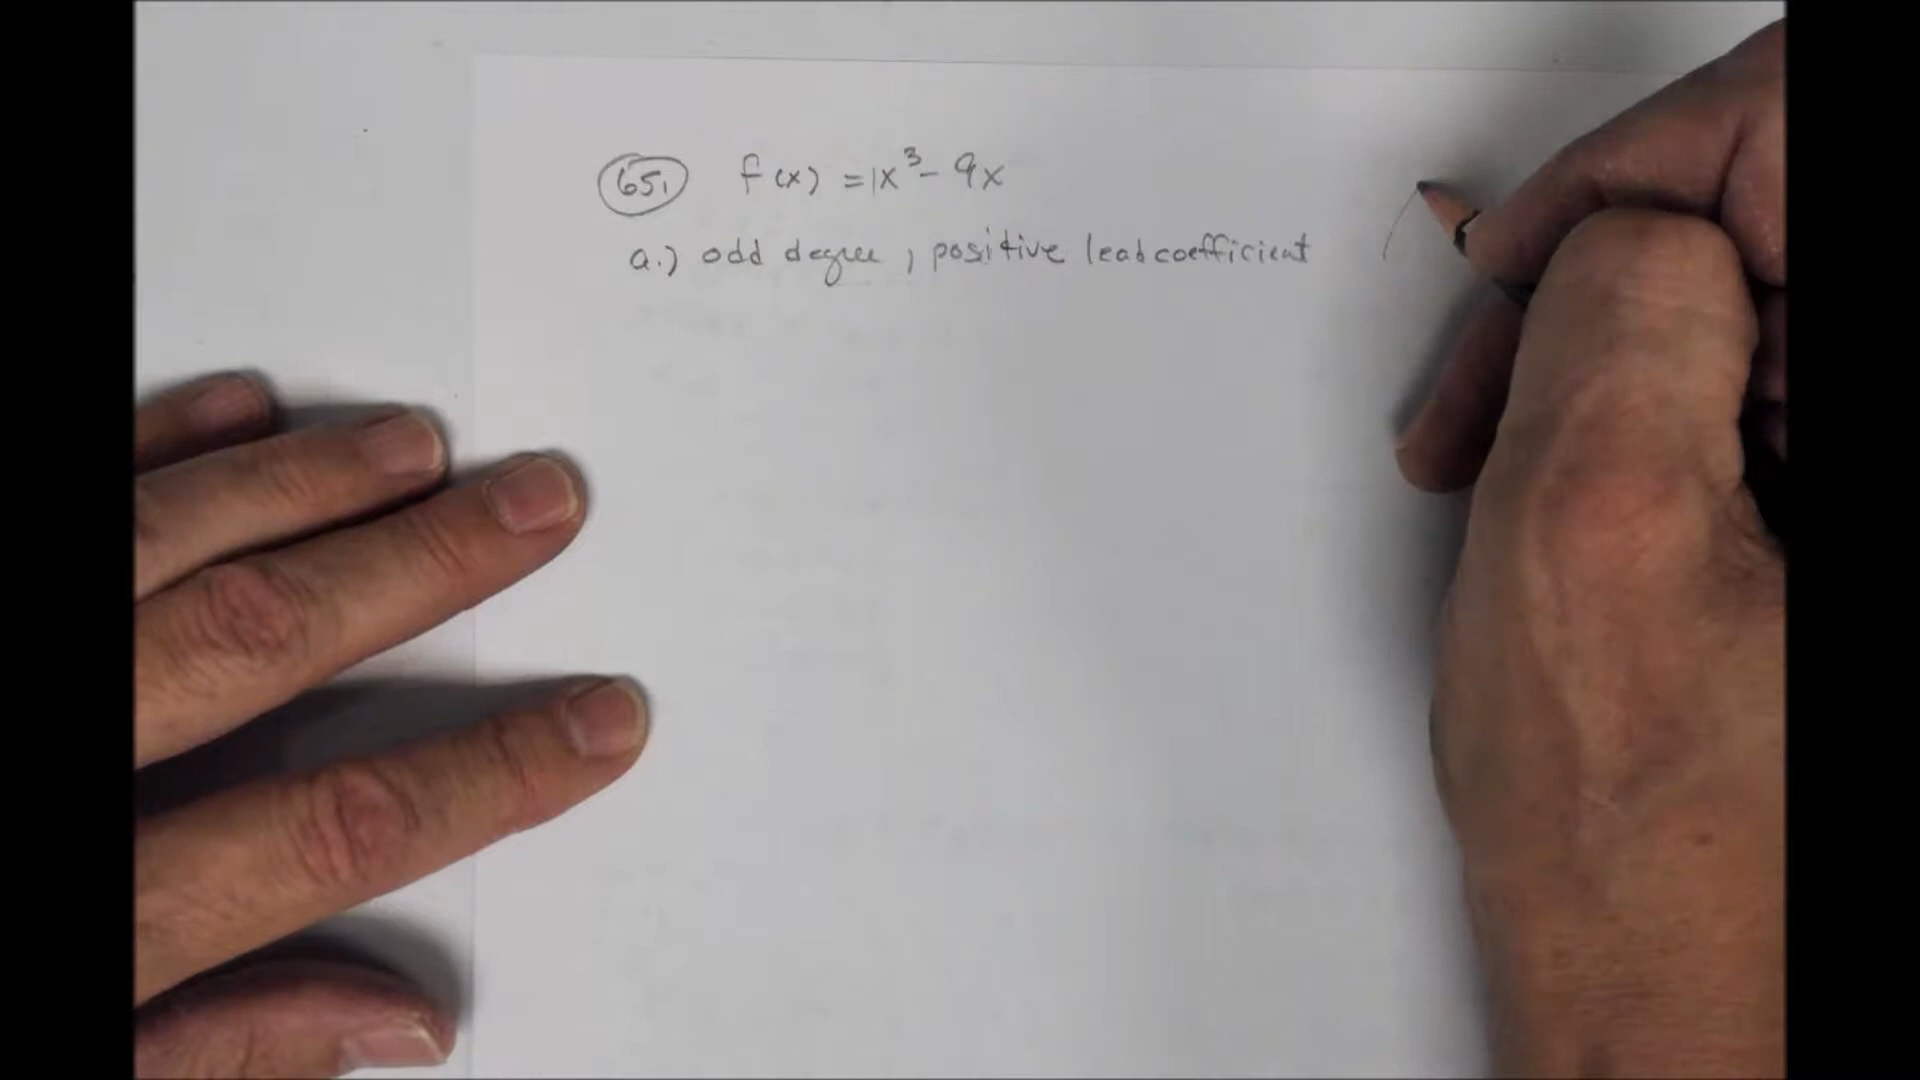 65. f(x) = 1x³ - 9x
a.) odd degree, positive lead coefficient